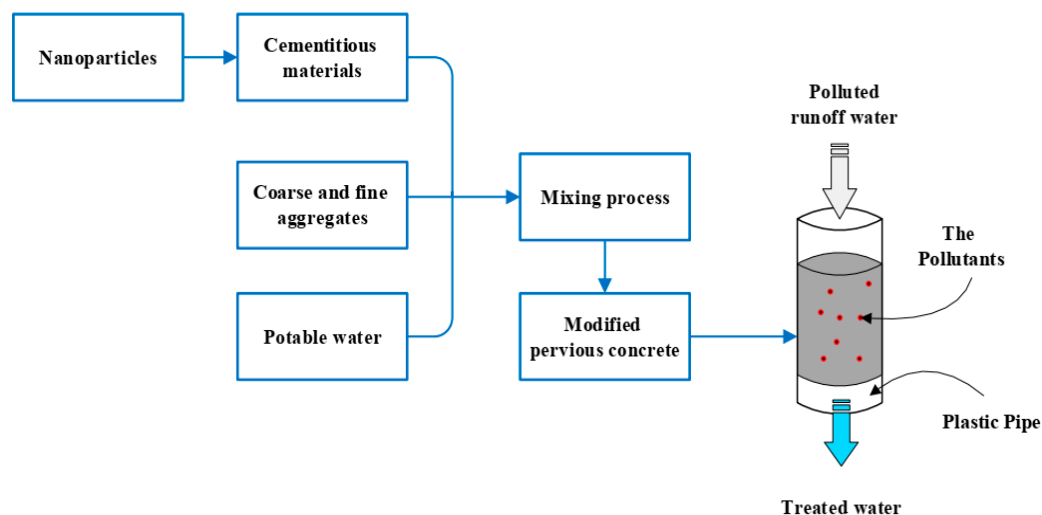 Nanoparticles
Cementitious
materials
Coarse and fine
aggregates
Potable water
Mixing process
Modified
pervious concrete
Polluted
runoff water
The
Pollutants
Plastic Pipe
Treated water